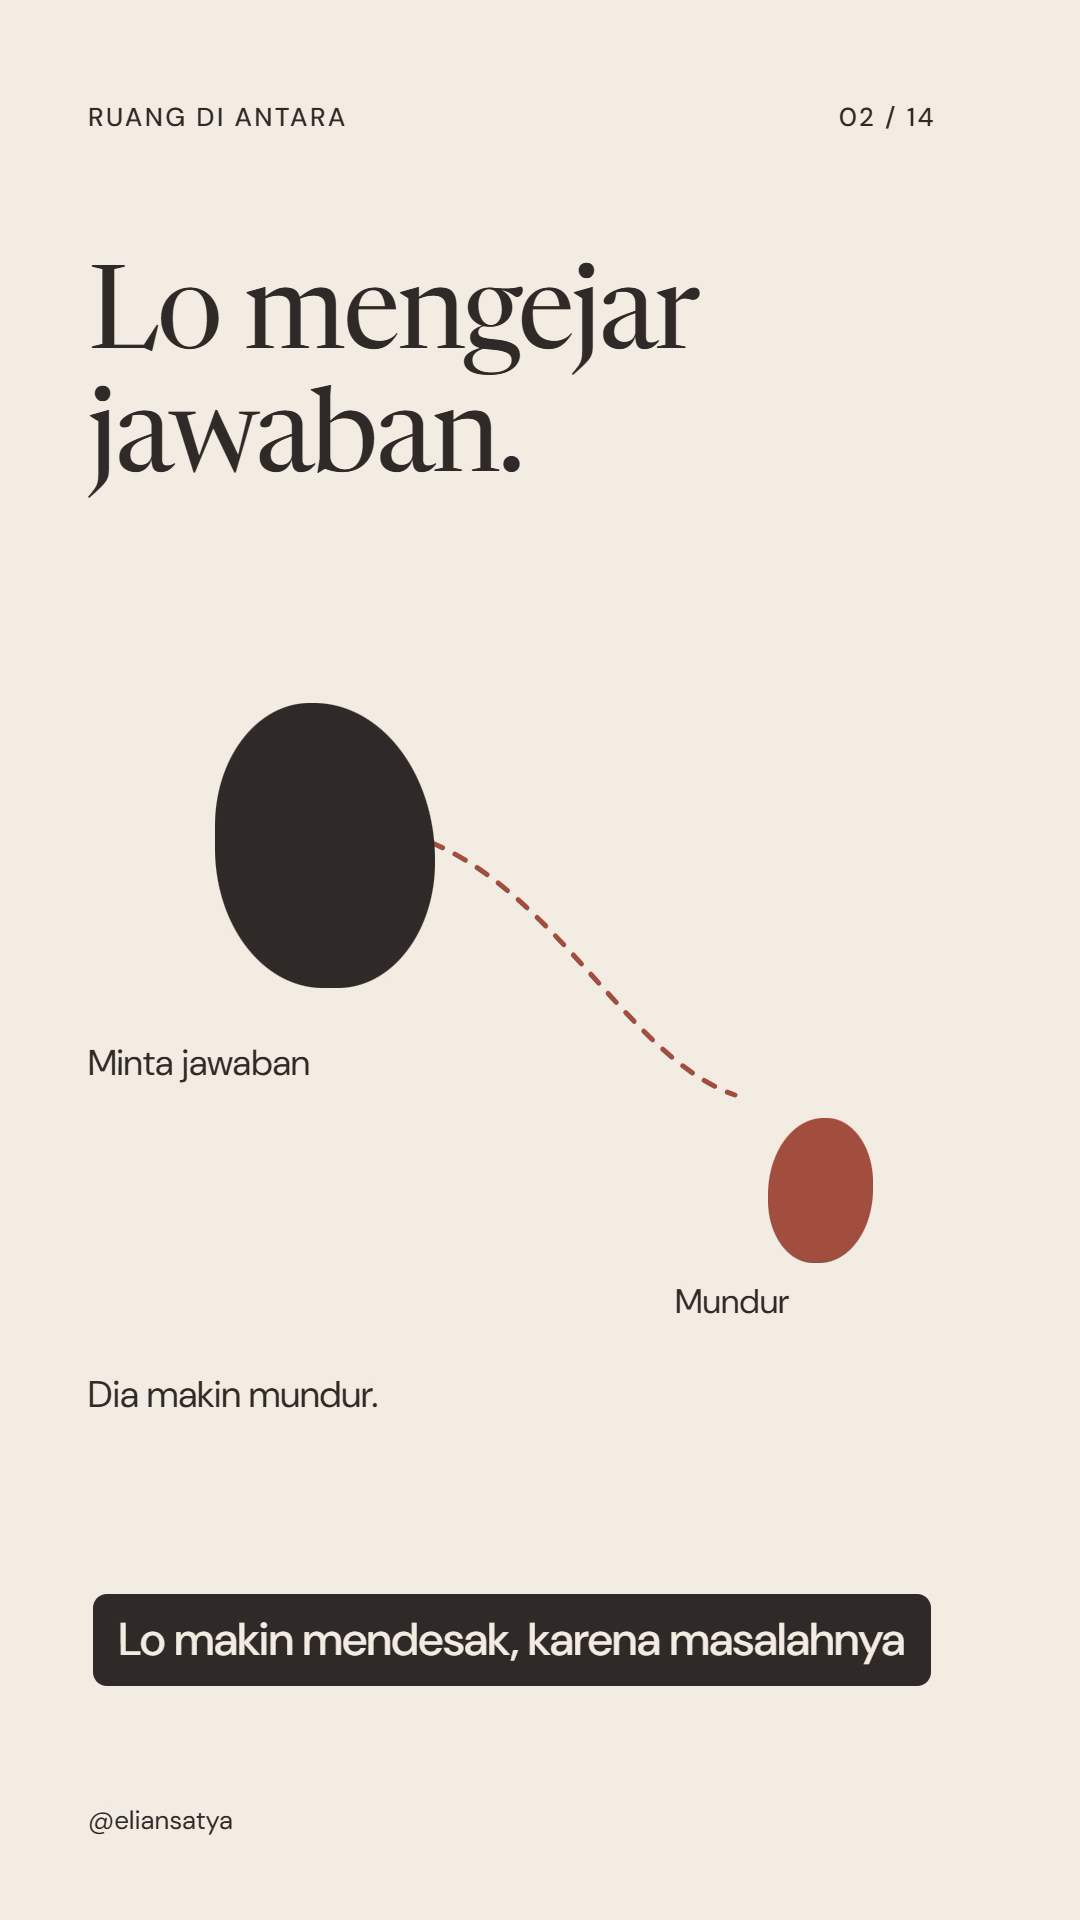 RUANG DI ANTARA
02 / 14
Lo mengejar
jawaban.
Minta jawaban
Mundur
Dia makin mundur.
Lo makin mendesak, karena masalahnya
@eliansatya